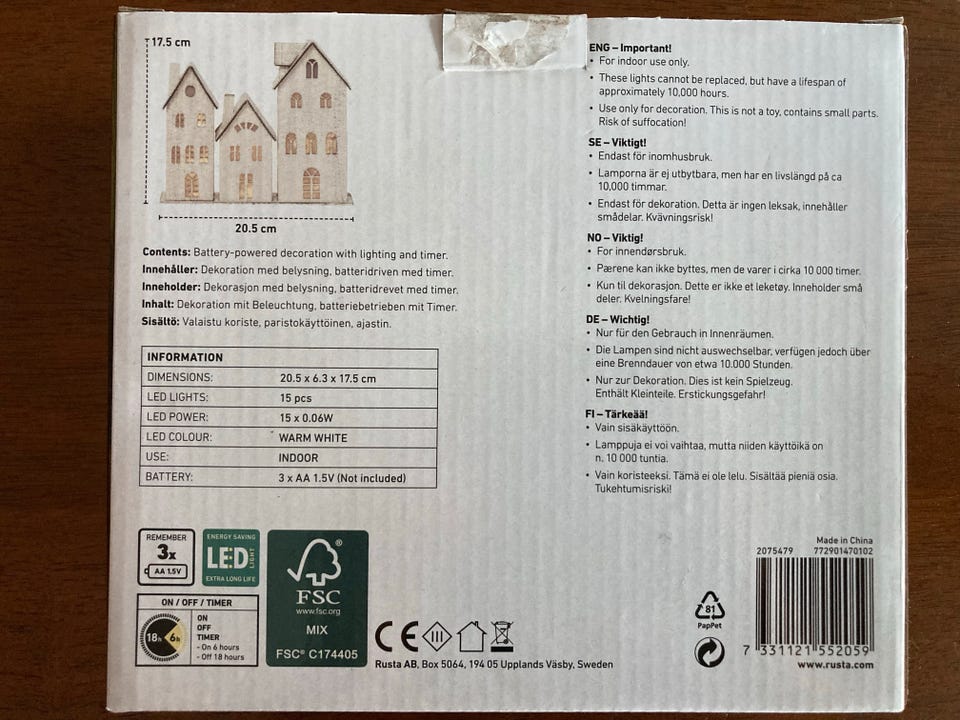 17.5 cm
20.5 cm
Contents: Battery-powered decoration with lighting and timer.
Innehåller: Dekoration med belysning, batteridriven med timer.
Inneholder: Dekorasjon med belysning, batteridrevet med timer.
Inhalt: Dekoration mit Beleuchtung, batteriebetrieben mit Timer.
Sisältö: Valaistu koriste, paristokäyttöinen, ajastin.
INFORMATION
DIMENSIONS: 20.5 x 6.3 x 17.5 cm
LED LIGHTS: 15 pcs
LED POWER: 15 x 0.06W
LED COLOUR: WARM WHITE
USE: INDOOR
BATTERY: 3 x AA 1.5V (Not included)
REMEMBER
3x
AA 1.5V
ENERGY SAVING
LED LIGHT
EXTRA LONG LIFE
ON / OFF / TIMER
18h 6h
ON
OFF
TIMER
- On 6 hours
- Off 18 hours
®
FSC
www.fsc.org
MIX
FSC® C174405
CE III
Rusta AB, Box 5064, 194 05 Upplands Väsby, Sweden
ENG – Important!
• For indoor use only.
• These lights cannot be replaced, but have a lifespan of
approximately 10,000 hours.
• Use only for decoration. This is not a toy, contains small parts.
Risk of suffocation!
SE – Viktigt!
• Endast för inomhusbruk.
• Lamporna är ej utbytbara, men har en livslängd på ca
10,000 timmar.
• Endast för dekoration. Detta är ingen leksak, innehåller
smådelar. Kvävningsrisk!
NO – Viktig!
• For innendørsbruk.
• Pærene kan ikke byttes, men de varer i cirka 10 000 timer.
• Kun til dekorasjon. Dette er ikke et leketøy. Inneholder små
deler. Kvelningsfare!
DE – Wichtig!
• Nur für den Gebrauch in Innenräumen.
• Die Lampen sind nicht auswechselbar, verfügen jedoch über
eine Brenndauer von etwa 10.000 Stunden.
• Nur zur Dekoration. Dies ist kein Spielzeug.
Enthält Kleinteile. Erstickungsgefahr!
FI – Tärkeää!
• Vain sisäkäyttöön.
• Lamppuja ei voi vaihtaa, mutta niiden käyttöikä on
n. 10 000 tuntia.
• Vain koristeeksi. Tämä ei ole lelu. Sisältää pieniä osia.
Tukehtumisriski!
Made in China
2075479 772901470102
81
PapPet
7 331121 552059
www.rusta.com